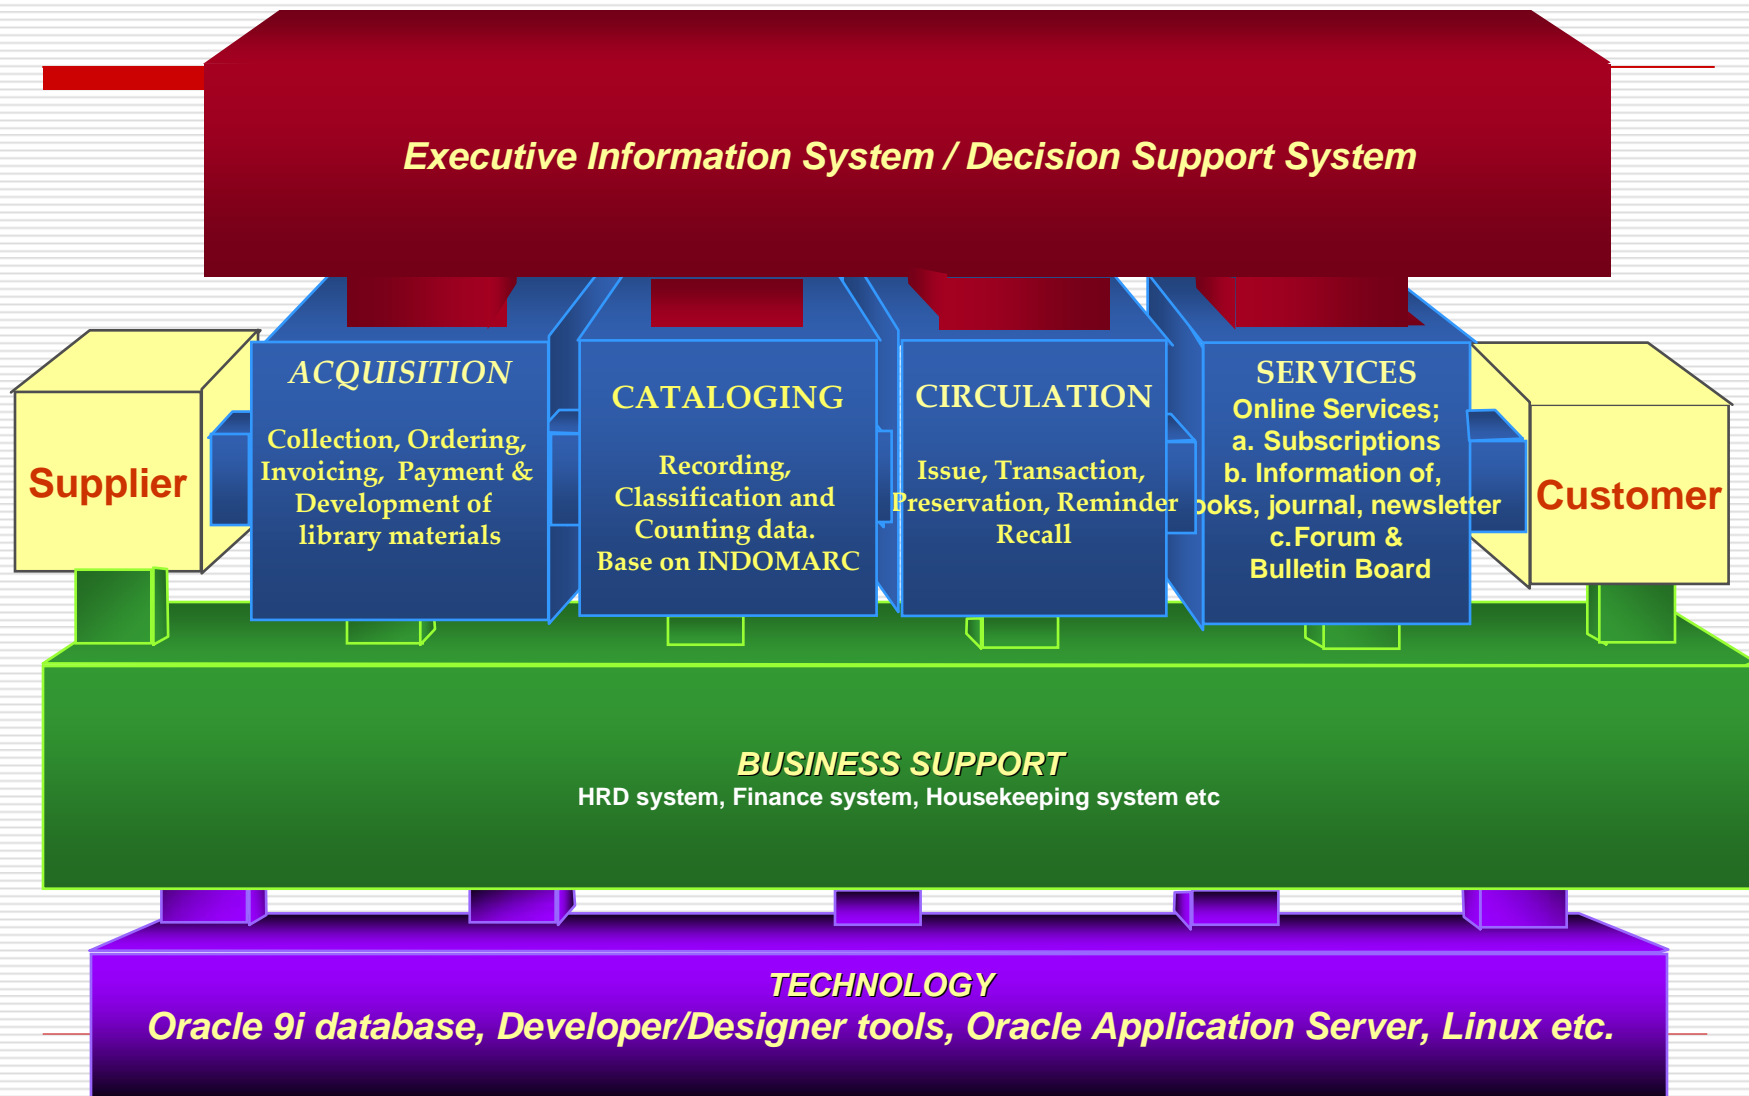 Executive Information System / Decision Support System
Supplier
ACQUISITION
Collection, Ordering,
Invoicing, Payment &
Development of
library materials
CATALOGING
Recording,
Classification and
Counting data.
Base on INDOMARC
CIRCULATION
Issue, Transaction,
Preservation, Reminder
Recall
SERVICES
Online Services;
a. Subscriptions
b. Information of,
ooks, journal, newsletter
c.Forum &
Bulletin Board
Customer
BUSINESS SUPPORT
HRD system, Finance system, Housekeeping system etc
TECHNOLOGY
Oracle 9i database, Developer/Designer tools, Oracle Application Server, Linux etc.